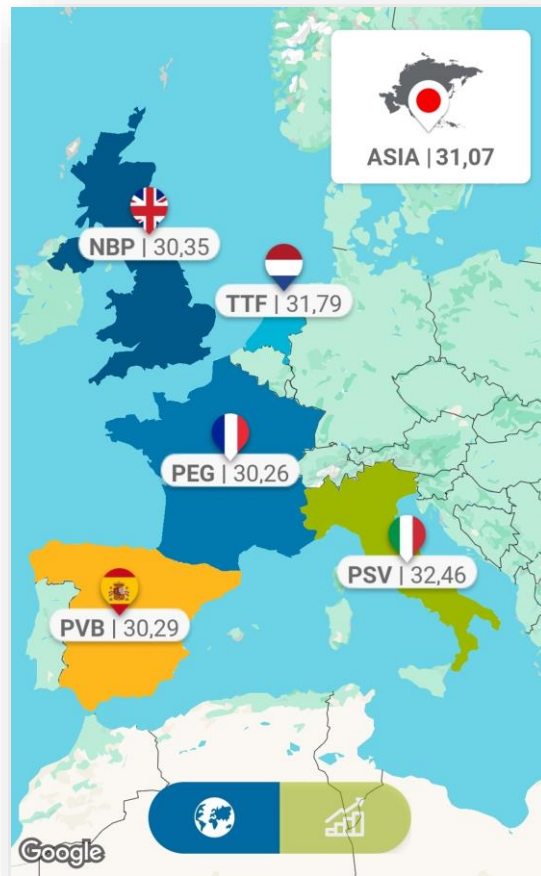 ASIA | 31,07
NBP | 30,35
TTF | 31,79
PEG | 30,26
PSV | 32,46
PVB | 30,29
Google